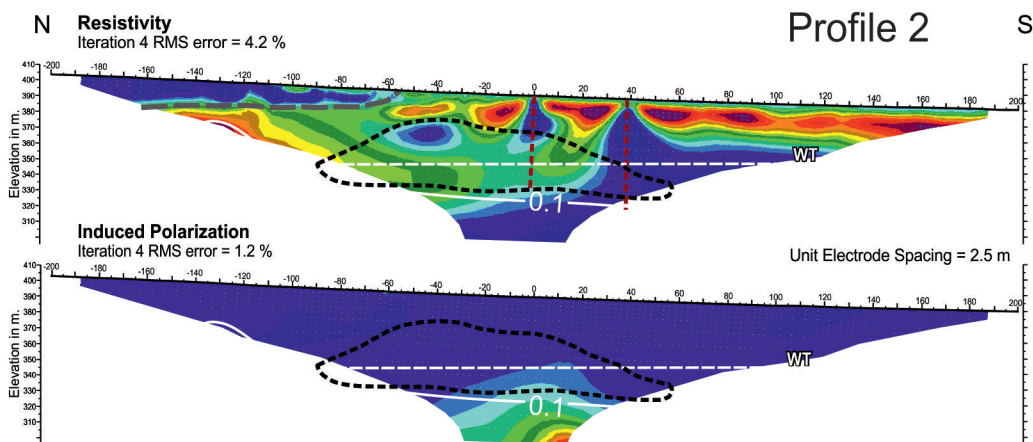 N
Resistivity
Iteration 4 RMS error = 4.2 %
Profile 2
S
-200 -180 -160 -140 -120 -100 -80 -60 -40 -20 0 20 40 60 80 100 120 140 160 180 200
Elevation in m.
410
400
390
380
370
360
350
340
330
320
310
WT
0.1
Induced Polarization
Iteration 4 RMS error = 1.2 %
Unit Electrode Spacing = 2.5 m
-200 -180 -160 -140 -120 -100 -80 -60 -40 -20 0 20 40 60 80 100 120 140 160 180 200
Elevation in m.
410
400
390
380
370
360
350
340
330
320
310
WT
0.1